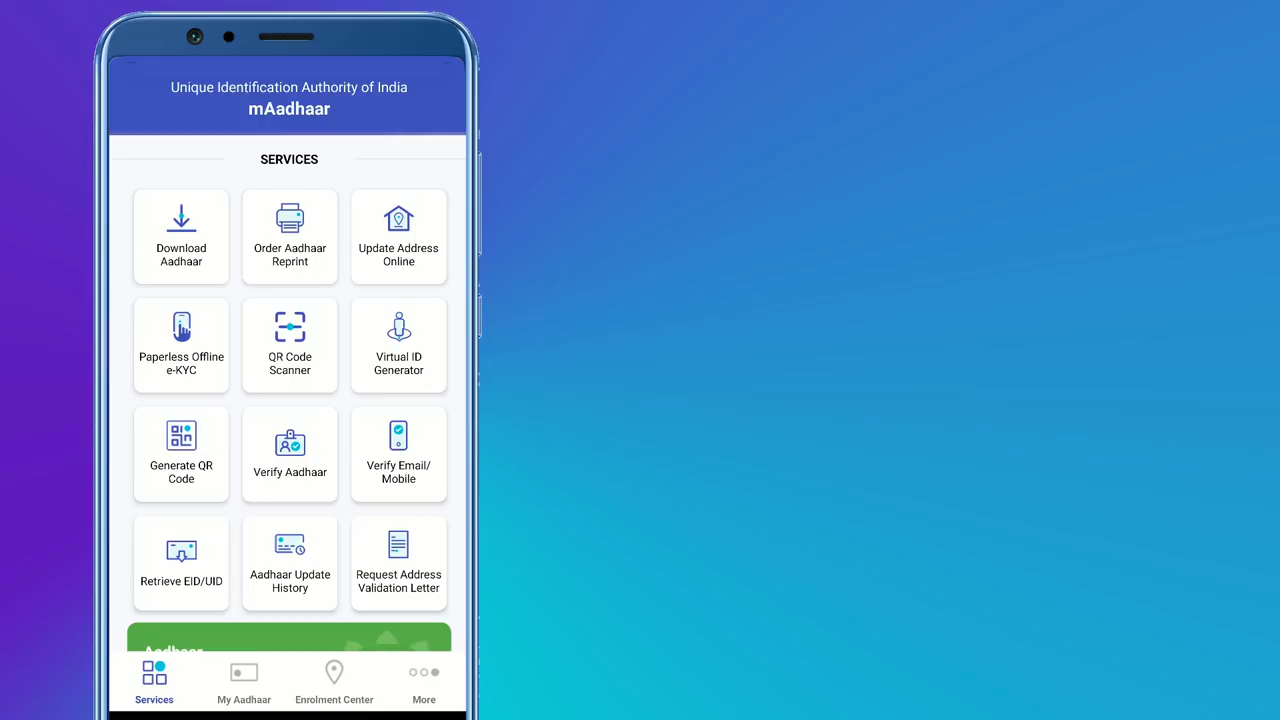 Unique Identification Authority of India
mAadhaar
SERVICES
Download
Aadhaar
Order Aadhaar
Reprint
Update Address
Online
Paperless Offline
e-KYC
QR Code
Scanner
Virtual ID
Generator
Generate QR
Code
Verify Aadhaar
Verify Email/
Mobile
Retrieve EID/UID
Aadhaar Update
History
Request Address
Validation Letter
Aadhaar
Services
My Aadhaar
Enrolment Center
More